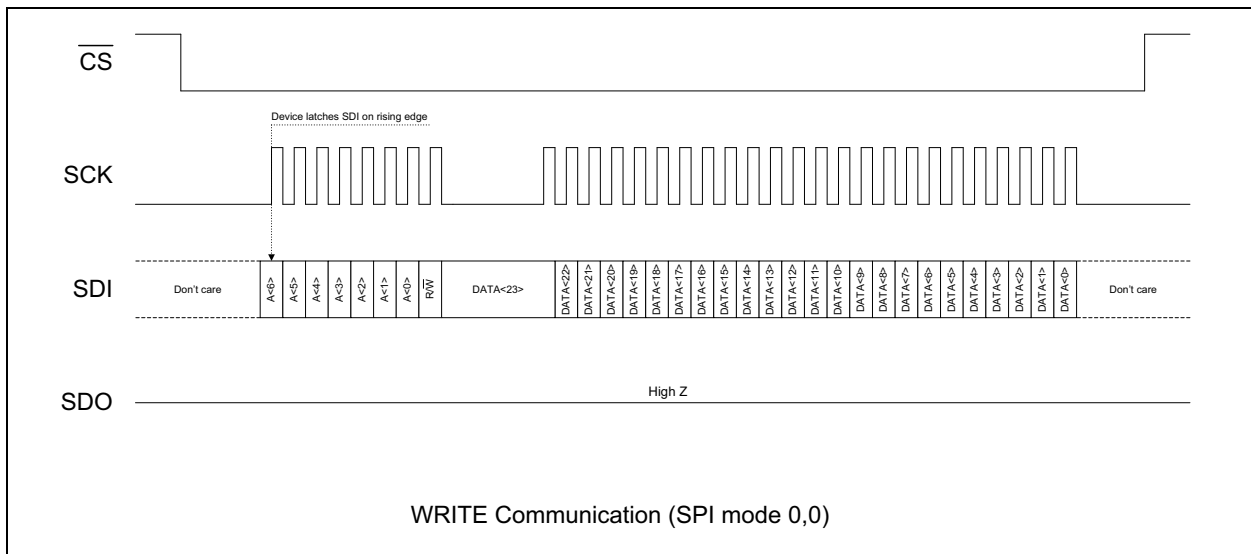 CS
Device latches SDI on rising edge
SCK
SDI
Don't care
A<6>
A<5>
A<4>
A<3>
A<2>
A<1>
A<0>
R/W
DATA<23>
DATA<22>
DATA<21>
DATA<20>
DATA<19>
DATA<18>
DATA<17>
DATA<16>
DATA<15>
DATA<14>
DATA<13>
DATA<12>
DATA<11>
DATA<10>
DATA<9>
DATA<8>
DATA<7>
DATA<6>
DATA<5>
DATA<4>
DATA<3>
DATA<2>
DATA<1>
DATA<0>
Don't care
High Z
SDO
WRITE Communication (SPI mode 0,0)